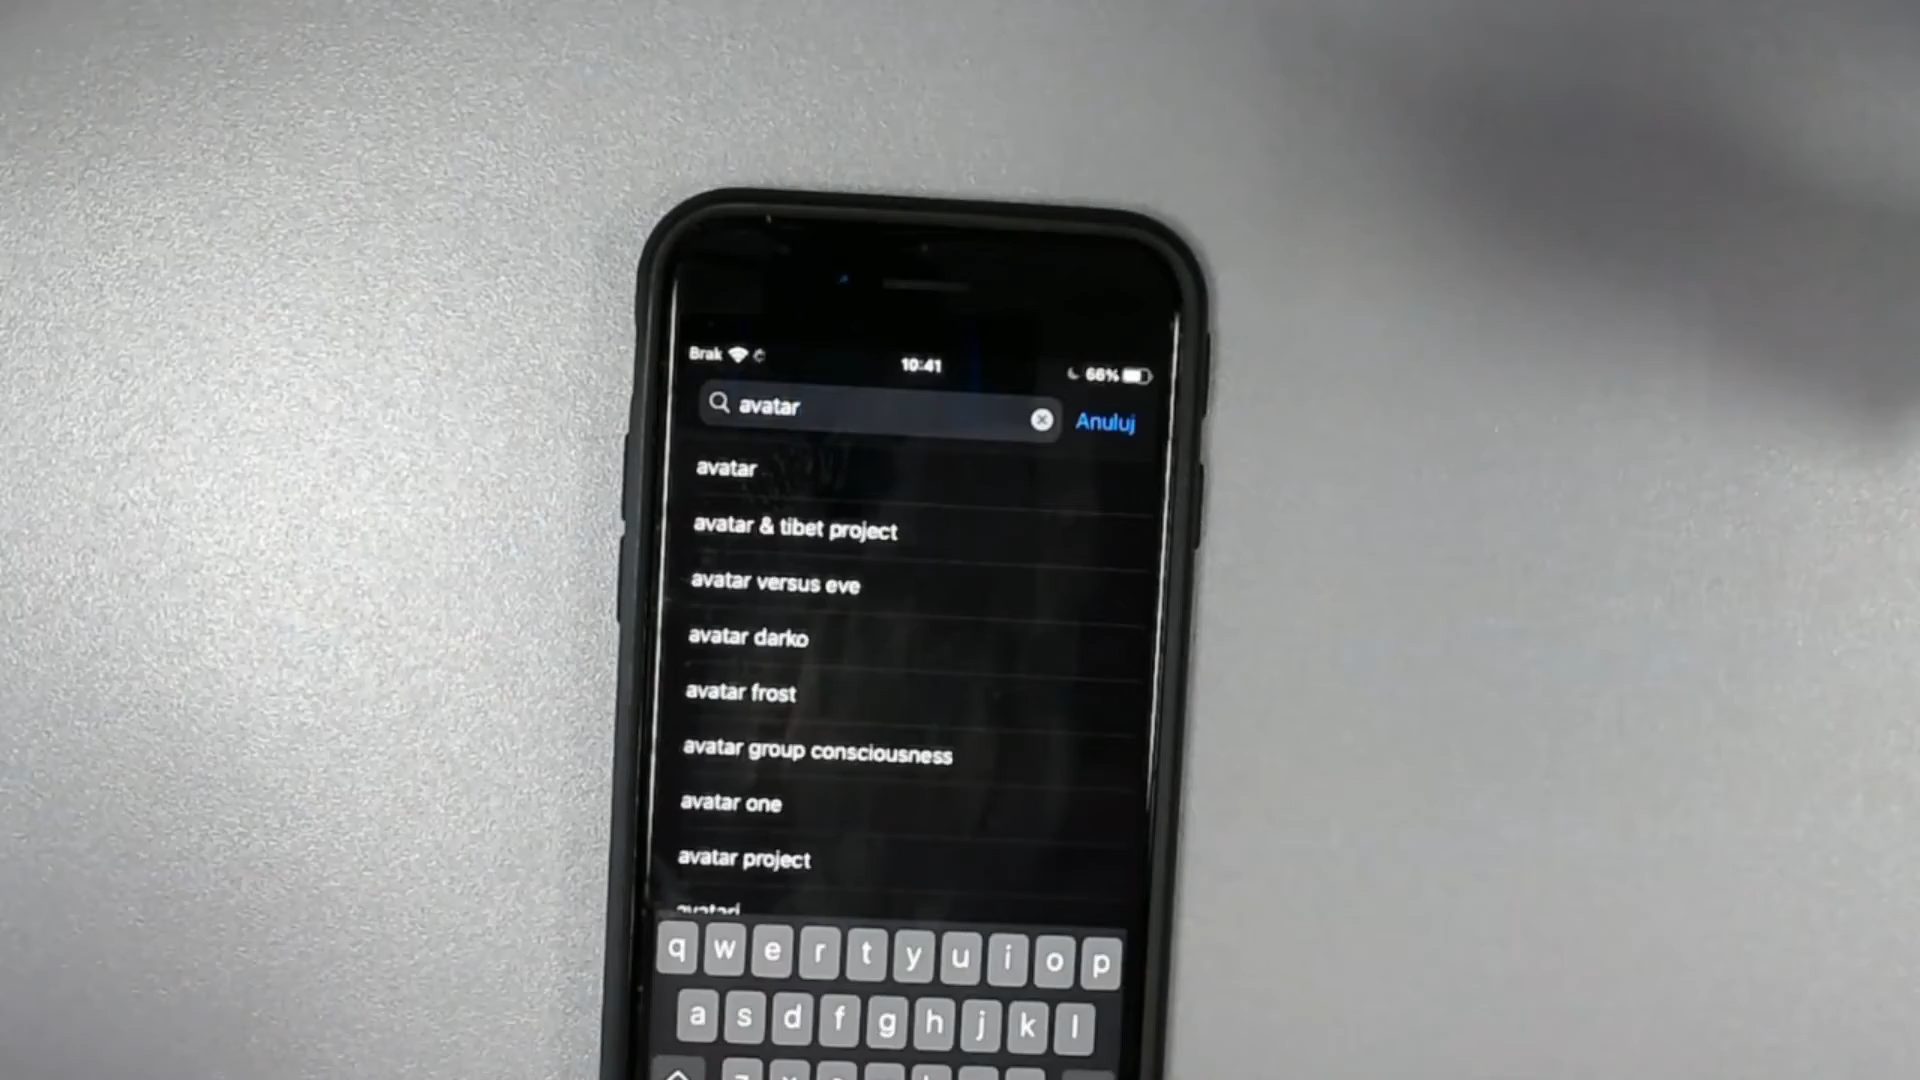 Brak
10:41
66%
avatar
Anuluj
avatar
avatar & tibet project
avatar versus eve
avatar darko
avatar frost
avatar group consciousness
avatar one
avatar project
q w e r t y u i o p
a s d f g h j k l